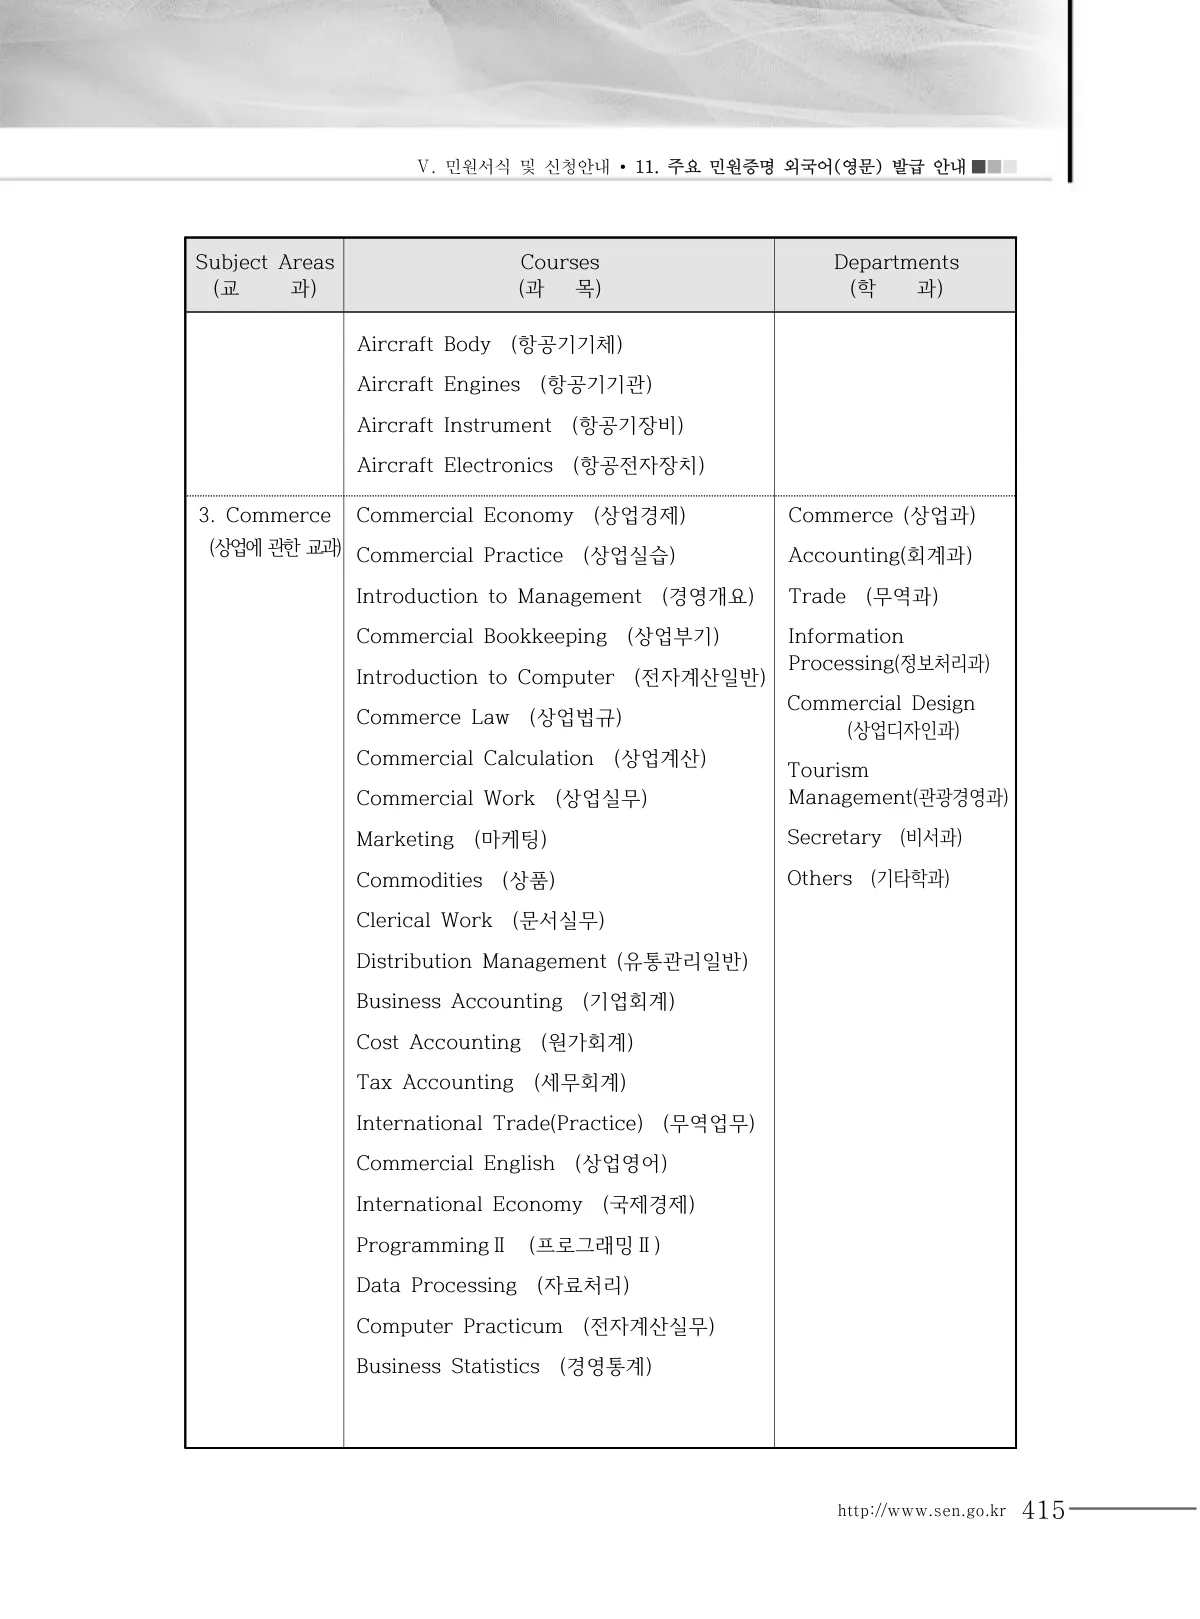 Ⅴ. 민원서식 및 신청안내 • 11. 주요 민원증명 외국어(영문) 발급 안내
Subject Areas
(교 과)
Courses
(과 목)
Departments
(학 과)
Aircraft Body (항공기기체)
Aircraft Engines (항공기기관)
Aircraft Instrument (항공기장비)
Aircraft Electronics (항공전자장치)
3. Commerce
(상업에 관한 교과)
Commercial Economy (상업경제)
Commercial Practice (상업실습)
Introduction to Management (경영개요)
Commercial Bookkeeping (상업부기)
Introduction to Computer (전자계산일반)
Commerce Law (상업법규)
Commercial Calculation (상업계산)
Commercial Work (상업실무)
Marketing (마케팅)
Commodities (상품)
Clerical Work (문서실무)
Distribution Management (유통관리일반)
Business Accounting (기업회계)
Cost Accounting (원가회계)
Tax Accounting (세무회계)
International Trade(Practice) (무역업무)
Commercial English (상업영어)
International Economy (국제경제)
ProgrammingⅡ (프로그래밍Ⅱ)
Data Processing (자료처리)
Computer Practicum (전자계산실무)
Business Statistics (경영통계)
Commerce (상업과)
Accounting(회계과)
Trade (무역과)
Information
Processing(정보처리과)
Commercial Design
(상업디자인과)
Tourism
Management(관광경영과)
Secretary (비서과)
Others (기타학과)
http://www.sen.go.kr 415